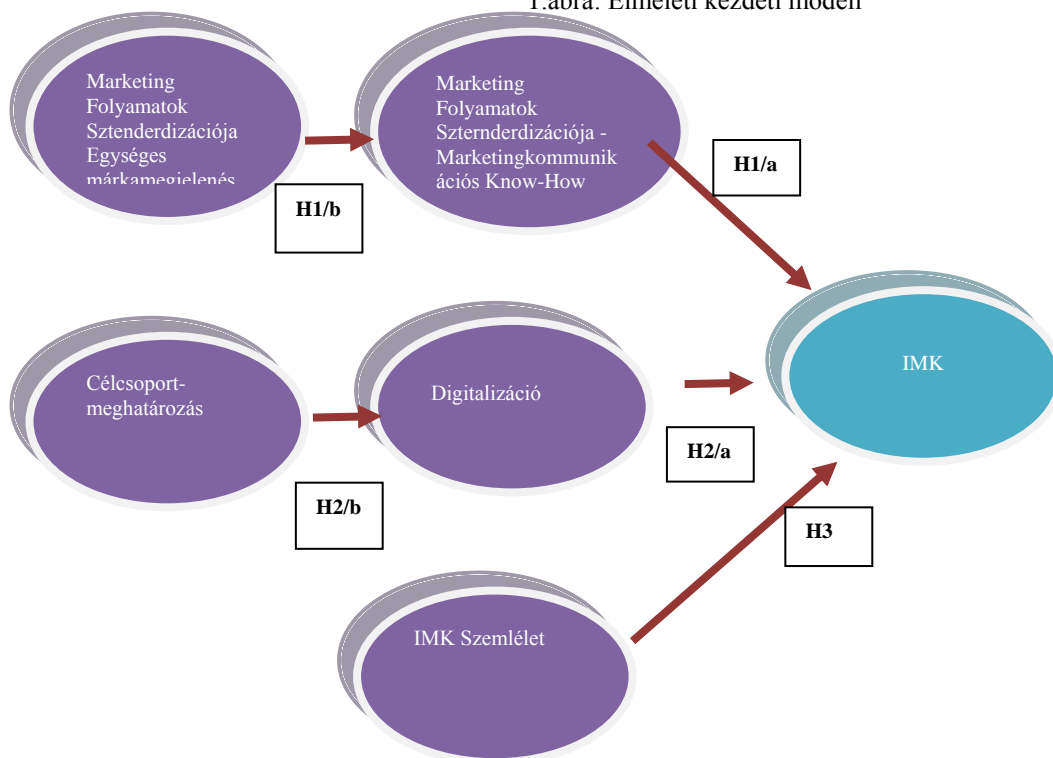 1.ábra: Elméleti kezdeti modell
Marketing
Folyamatok
Sztenderdizációja
Egységes
márkamegjelenés
Marketing
Folyamatok
Szternderdizációja -
Marketingkommunik
ációs Know-How
H1/a
H1/b
IMK
Célcsoport-
meghatározás
Digitalizáció
H2/a
H2/b
H3
IMK Szemlélet